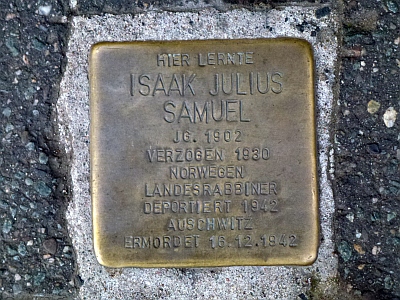 HIER LERNTE
ISAAK JULIUS
SAMUEL
JG. 1902
VERZOGEN 1930
NORWEGEN
LANDESRABBINER
DEPORTIERT 1942
AUSCHWITZ
ERMORDET 16.12.1942